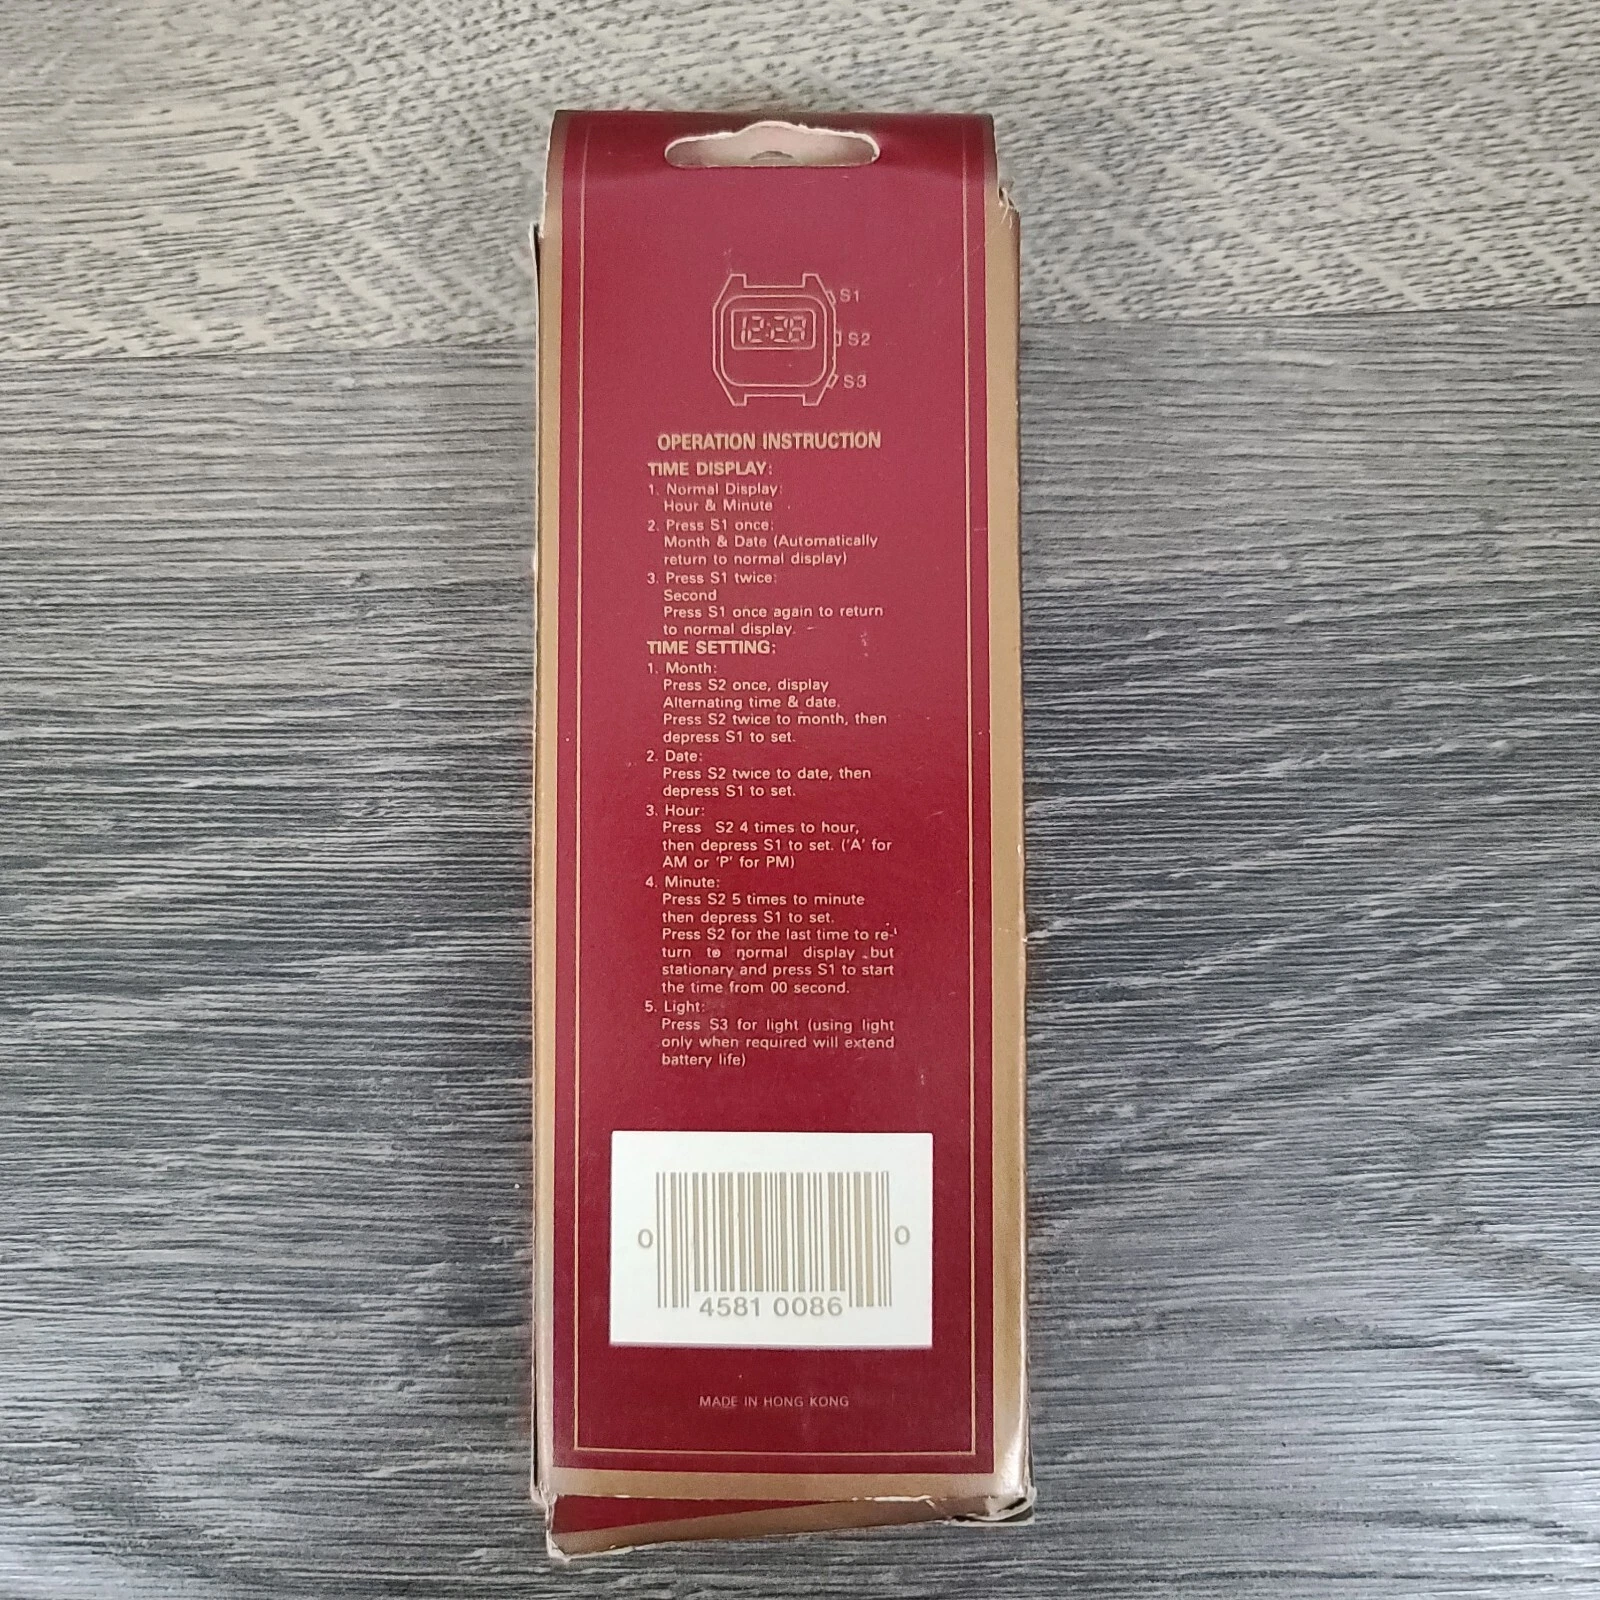 S1
12:28
S2
S3
OPERATION INSTRUCTION
TIME DISPLAY:
1. Normal Display:
Hour & Minute
2. Press S1 once:
Month & Date (Automatically
return to normal display)
3. Press S1 twice:
Second
Press S1 once again to return
to normal display.
TIME SETTING:
1. Month:
Press S2 once, display
Alternating time & date.
Press S2 twice to month, then
depress S1 to set.
2. Date:
Press S2 twice to date, then
depress S1 to set.
3. Hour:
Press S2 4 times to hour,
then depress S1 to set. ('A' for
AM or 'P' for PM)
4. Minute:
Press S2 5 times to minute
then depress S1 to set.
Press S2 for the last time to re-
turn to normal display but
stationary and press S1 to start
the time from 00 second.
5. Light:
Press S3 for light (using light
only when required will extend
battery life)
0 4581 0086 0
MADE IN HONG KONG